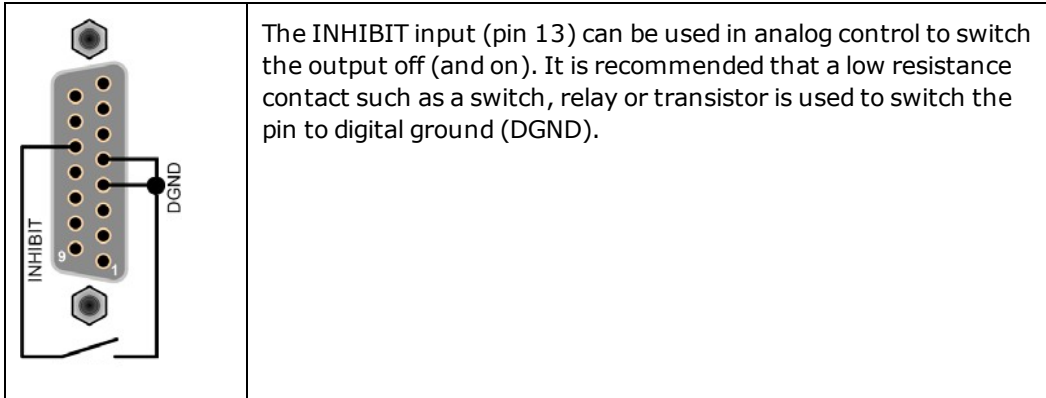 INHIBIT
DGND
9
1
The INHIBIT input (pin 13) can be used in analog control to switch
the output off (and on). It is recommended that a low resistance
contact such as a switch, relay or transistor is used to switch the
pin to digital ground (DGND).